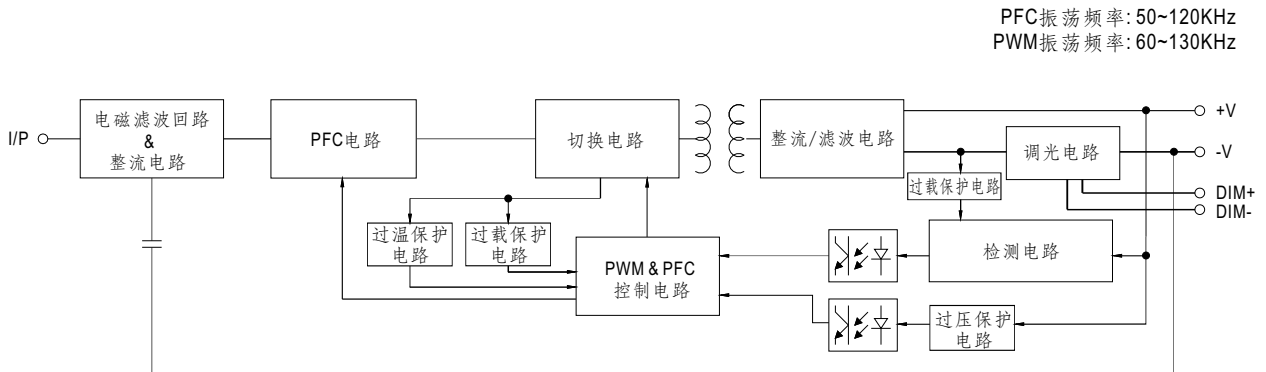 PFC振荡频率: 50~120KHz
PWM振荡频率: 60~130KHz
I/P
电磁滤波回路
&
整流电路
PFC电路
切换电路
整流/滤波电路
调光电路
+V
-V
DIM+
DIM-
过载保护电路
过温保护
电路
过载保护
电路
PWM & PFC
控制电路
检测电路
过压保护
电路